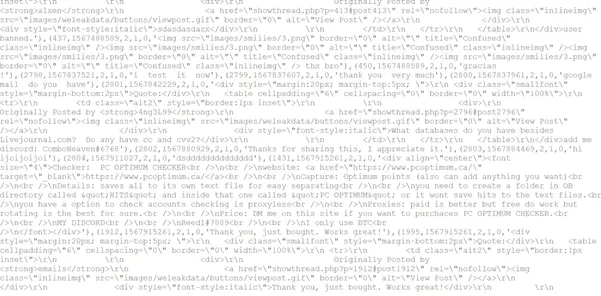 inset\">\r\n \r\n \r\n <div>\r\n Originally Posted by
<strong>alxen</strong>\r\n <a href=\"showthread.php?p=413#post413\" rel=\"nofollow\"><img class=\"inlineimg\"
src=\"images/weleakdata/buttons/viewpost.gif\" border=\"0\" alt=\"View Post\" /></a>\r\n </div>\r\n
<div style=\"font-style:italic\">dasdasdazx</div>\r\n \r\n </td>\r\n </tr>\r\n </table>\r\n</div>user
banned.'),(437,1567488589,2,1,0,'<img src=\"images/smilies/3.png\" border=\"0\" alt=\"\" title=\"Confused\"
class=\"inlineimg\" /><img src=\"images/smilies/3.png\" border=\"0\" alt=\"\" title=\"Confused\" class=\"inlineimg\" /><img
src=\"images/smilies/3.png\" border=\"0\" alt=\"\" title=\"Confused\" class=\"inlineimg\" /><img src=\"images/smilies/3.png\"
border=\"0\" alt=\"\" title=\"Confused\" class=\"inlineimg\" /> thx bro'),(450,1567489589,2,1,0,'gracias
!'),(2798,1567837521,2,1,0,'i test it now'),(2799,1567837607,2,1,0,'thank you very much'),(2800,1567837961,2,1,0,'google
mail do you have'),(2801,1567842229,2,1,0,'<div style=\"margin:20px; margin-top:5px; \">\r\n <div class=\"smallfont\"
style=\"margin-bottom:2px\">Quote:</div>\r\n <table cellpadding=\"6\" cellspacing=\"0\" border=\"0\" width=\"100%\">\r\n
<tr>\r\n <td class=\"alt2\" style=\"border:1px inset\">\r\n \r\n \r\n <div>\r\n
Originally Posted by <strong>4ng3L99</strong>\r\n <a href=\"showthread.php?p=2796#post2796\"
rel=\"nofollow\"><img class=\"inlineimg\" src=\"images/weleakdata/buttons/viewpost.gif\" border=\"0\" alt=\"View Post\"
/></a>\r\n </div>\r\n <div style=\"font-style:italic\">What databases do you have besides
Livejournal.com? Do any have cc and cvv2?</div>\r\n \r\n </td>\r\n </tr>\r\n </table>\r\n</div>add me
discord: ComboHeaven#6768'),(2802,1567882909,2,1,0,'Thanks for sharing this, I appreciate it.'),(2803,1567884469,2,1,0,'hi
ijoijoijoi'),(2804,1567911027,2,1,0,'dsdddddddddddddd'),(1431,1567915261,2,1,0,'<div align=\"center\"><font
size=\"4\">Checker: PC OPTIMUM CHECKER<br />\n<br />\nwebsites: <a href=\"https://www.pcoptimum.ca/\"
target=\"_blank\">https://www.pcoptimum.ca/</a><br />\n<br />\nCapture: Optimum points (also can add anything you want)<br
/>\n<br />\nDetails: saves all to its own text file for easy separating<br />\n<br />\nyou need to create a folder in OB
directory called &quot;HITS&quot; and inside that one called &quot;PC OPTIMUM&quot; or it wont save hits to the text files.<br
/>\nyou have a option to check accounts checking is proxyless<br />\n<br />\nProxies: paid is better but free do work but
rotating is the best for sure.<br />\n<br />\nPrice: DM me on this site if you want to purchases PC OPTIMUM CHECKER.<br
/>\n<br />\nMY DISCORD<br />\n<br />\nReedi#7689<br />\n<br />\nI only use BTC<br
/>\n</font></div>'),(1912,1567915261,2,1,0,'Thank you, just bought. Works great!'),(1995,1567915261,2,1,0,'<div
style=\"margin:20px; margin-top:5px; \">\r\n <div class=\"smallfont\" style=\"margin-bottom:2px\">Quote:</div>\r\n <table
cellpadding=\"6\" cellspacing=\"0\" border=\"0\" width=\"100%\">\r\n <tr>\r\n <td class=\"alt2\" style=\"border:1px
inset\">\r\n \r\n \r\n <div>\r\n Originally Posted by
<strong>emails</strong>\r\n <a href=\"showthread.php?p=1912#post1912\" rel=\"nofollow\"><img
class=\"inlineimg\" src=\"images/weleakdata/buttons/viewpost.gif\" border=\"0\" alt=\"View Post\" /></a>\r\n
</div>\r\n <div style=\"font-style:italic\">Thank you, just bought. Works great!</div>\r\n \r\n